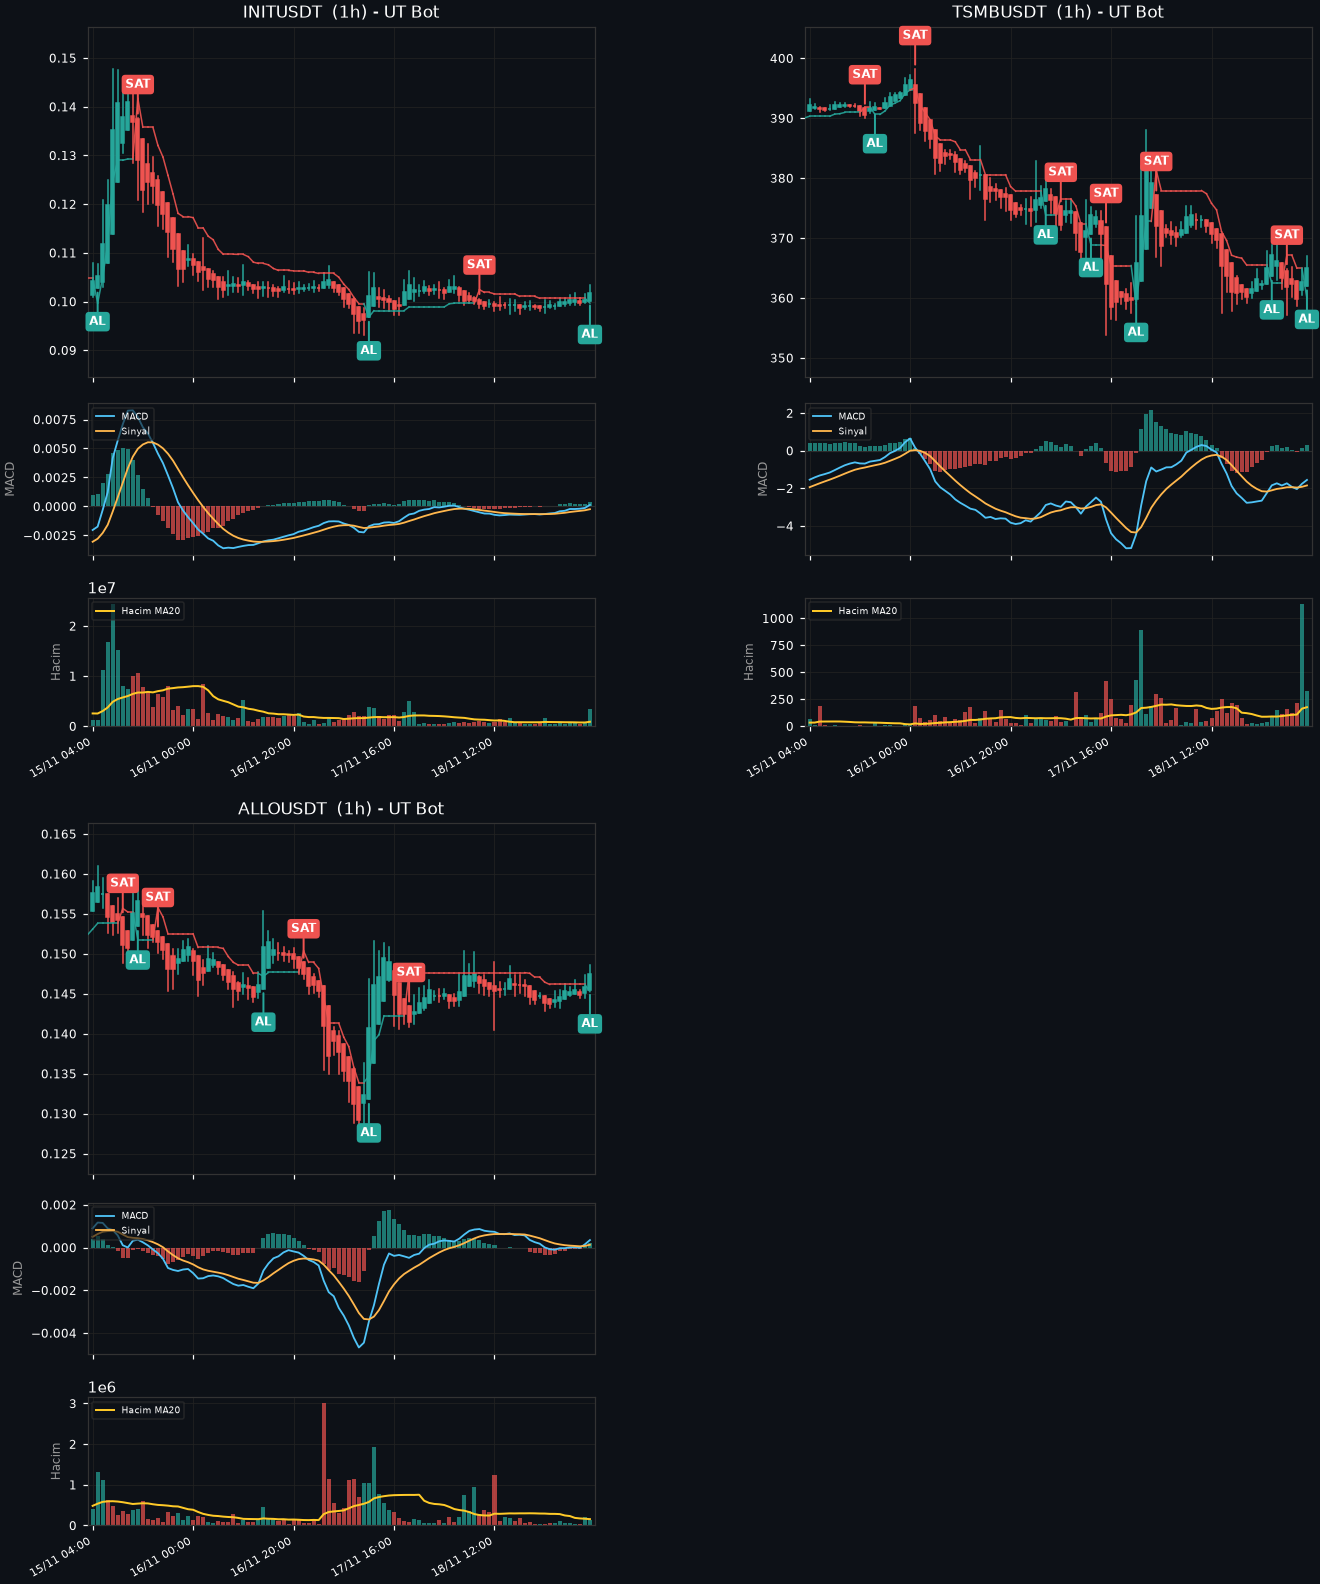 INITUSDT  (1h) - UT Bot
0.15
0.14
0.13
0.12
0.11
0.10
0.09
SAT
SAT
AL
AL
AL
MACD
0.0075
0.0050
0.0025
0.0000
−0.0025
MACD
Sinyal
1e7
Hacim
2
1
0
Hacim MA20
15/11 04:00
16/11 00:00
16/11 20:00
17/11 16:00
18/11 12:00
TSMBUSDT  (1h) - UT Bot
400
390
380
370
360
350
SAT
SAT
AL
SAT
SAT
SAT
AL
AL
AL
SAT
AL
AL
MACD
2
0
−2
−4
MACD
Sinyal
Hacim
1000
750
500
250
0
Hacim MA20
15/11 04:00
16/11 00:00
16/11 20:00
17/11 16:00
18/11 12:00
ALLOUSDT  (1h) - UT Bot
0.165
0.160
0.155
0.150
0.145
0.140
0.135
0.130
0.125
SAT
SAT
AL
SAT
AL
SAT
AL
AL
MACD
0.002
0.000
−0.002
−0.004
MACD
Sinyal
1e6
Hacim
3
2
1
0
Hacim MA20
15/11 04:00
16/11 00:00
16/11 20:00
17/11 16:00
18/11 12:00